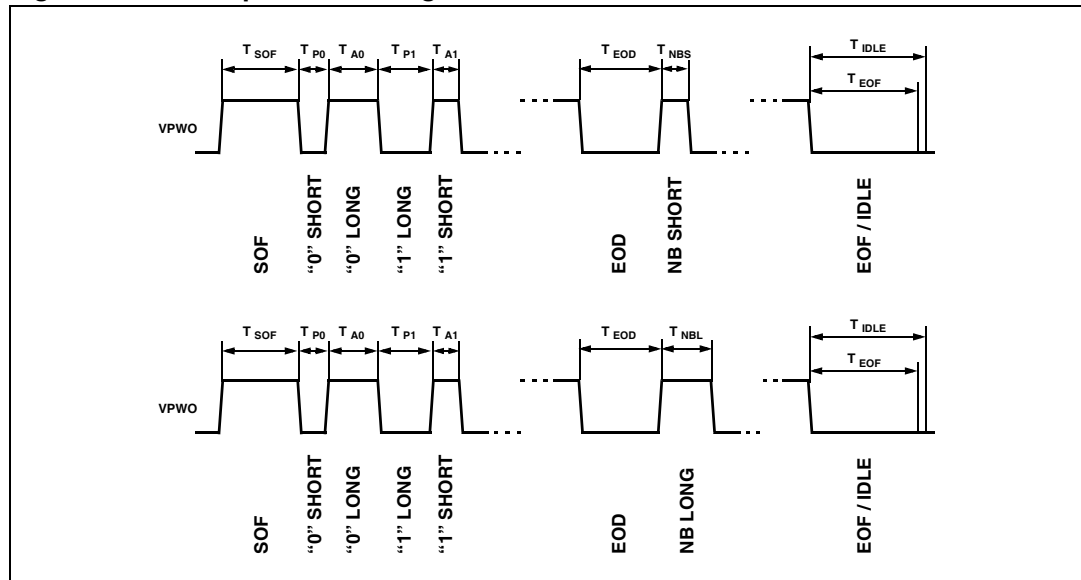 T SOF T P0 T A0 T P1 T A1 T EOD T NBS T IDLE
T EOF
VPWO
SOF "0" SHORT "0" LONG "1" LONG "1" SHORT EOD NB SHORT EOF / IDLE
T SOF T P0 T A0 T P1 T A1 T EOD T NBL T IDLE
T EOF
VPWO
SOF "0" SHORT "0" LONG "1" LONG "1" SHORT EOD NB LONG EOF / IDLE